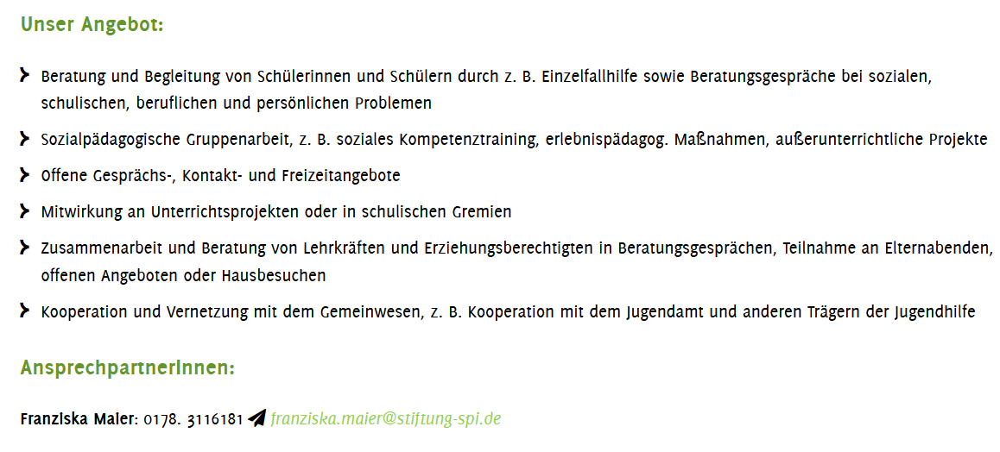 Unser Angebot:
Beratung und Begleitung von Schülerinnen und Schülern durch z. B. Einzelfallhilfe sowie Beratungsgespräche bei sozialen,
schulischen, beruflichen und persönlichen Problemen
Sozialpädagogische Gruppenarbeit, z. B. soziales Kompetenztraining, erlebnispädagog. Maßnahmen, außerunterrichtliche Projekte
Offene Gesprächs-, Kontakt- und Freizeitangebote
Mitwirkung an Unterrichtsprojekten oder in schulischen Gremien
Zusammenarbeit und Beratung von Lehrkräften und Erziehungsberechtigten in Beratungsgesprächen, Teilnahme an Elternabenden,
offenen Angeboten oder Hausbesuchen
Kooperation und Vernetzung mit dem Gemeinwesen, z. B. Kooperation mit dem Jugendamt und anderen Trägern der Jugendhilfe
AnsprechpartnerInnen:
Franziska Maier: 0178. 3116181 franziska.maier@stiftung-spi.de